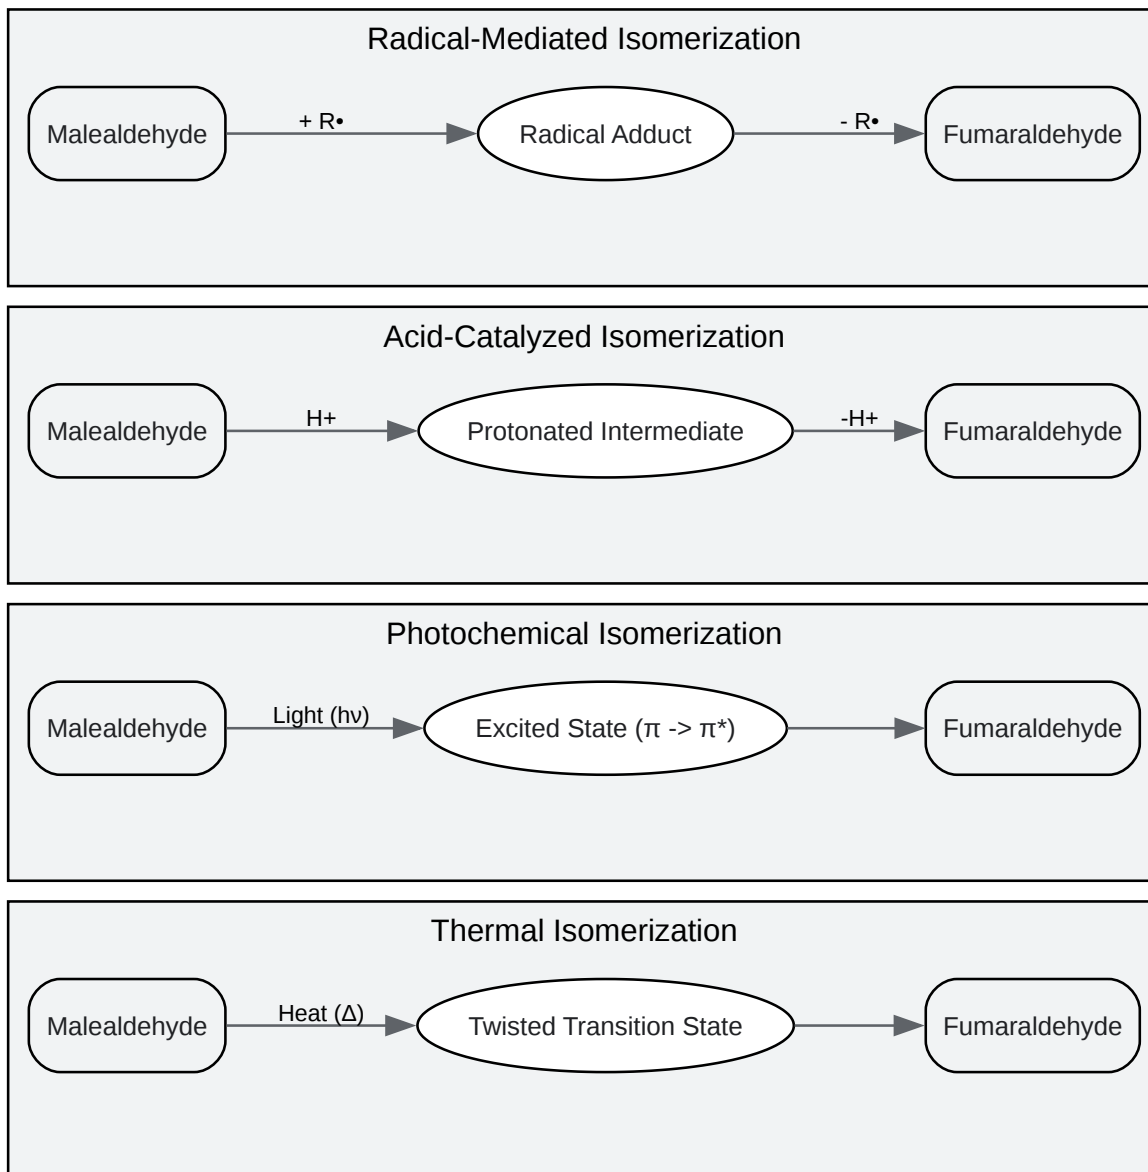 Radical-Mediated Isomerization
Malealdehyde
+ R•
Radical Adduct
- R•
Fumaraldehyde
Acid-Catalyzed Isomerization
Malealdehyde
H+
Protonated Intermediate
-H+
Fumaraldehyde
Photochemical Isomerization
Malealdehyde
Light (hν)
Excited State (π -> π*)
Fumaraldehyde
Thermal Isomerization
Malealdehyde
Heat (Δ)
Twisted Transition State
Fumaraldehyde